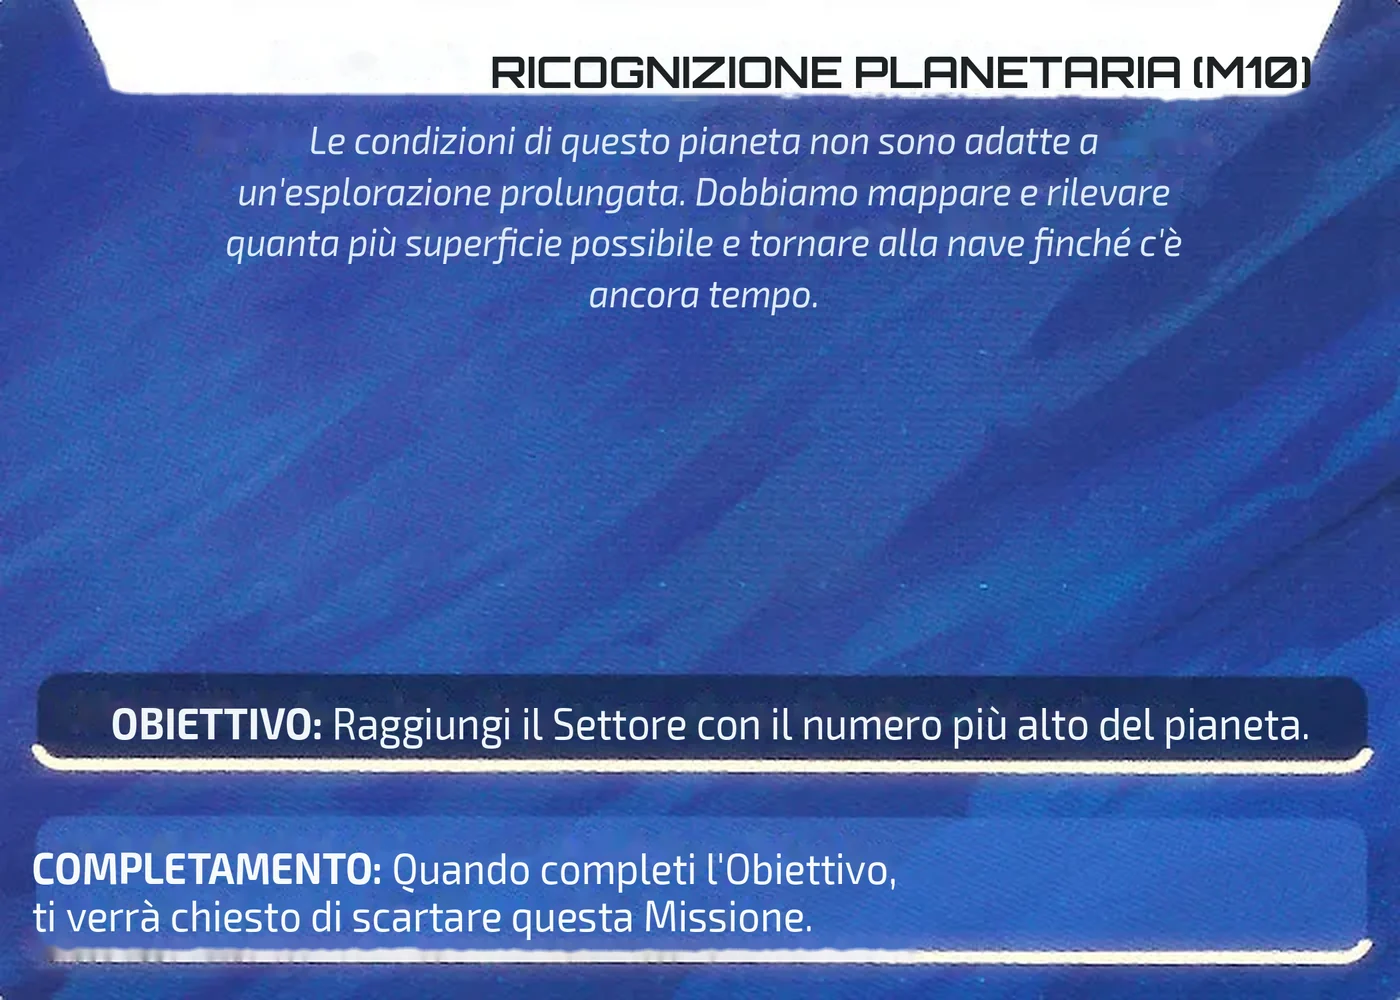 RICOGNIZIONE PLANETARIA (M10)
Le condizioni di questo pianeta non sono adatte a
un'esplorazione prolungata. Dobbiamo mappare e rilevare
quanta più superficie possibile e tornare alla nave finché c'è
ancora tempo.
OBIETTIVO: Raggiungi il Settore con il numero più alto del pianeta.
COMPLETAMENTO: Quando completi l'Obiettivo,
ti verrà chiesto di scartare questa Missione.